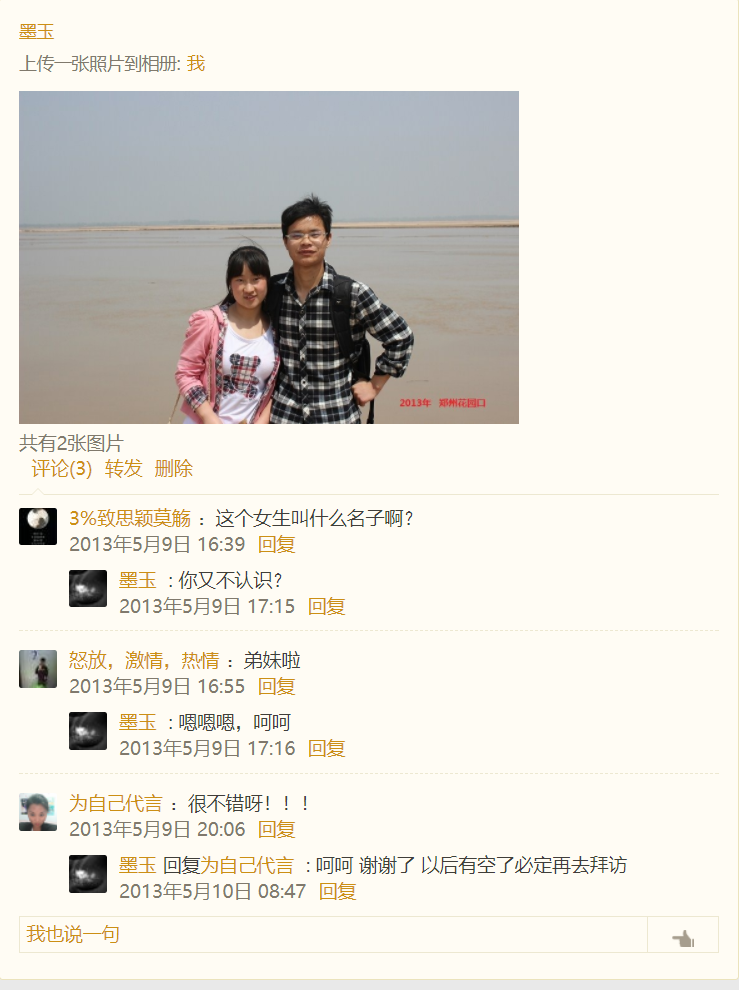 墨玉
上传一张照片到相册: 我
2013年 郑州花园口
共有2张图片
评论(3) 转发 删除
3%致思颖莫觞 ：这个女生叫什么名子啊？
2013年5月9日 16:39 回复
墨玉 : 你又不认识？
2013年5月9日 17:15 回复
怒放，激情，热情 ：弟妹啦
2013年5月9日 16:55 回复
墨玉 : 嗯嗯嗯，呵呵
2013年5月9日 17:16 回复
为自己代言 ：很不错呀！！！
2013年5月9日 20:06 回复
墨玉 回复为自己代言 : 呵呵 谢谢了 以后有空了必定再去拜访
2013年5月10日 08:47 回复
我也说一句